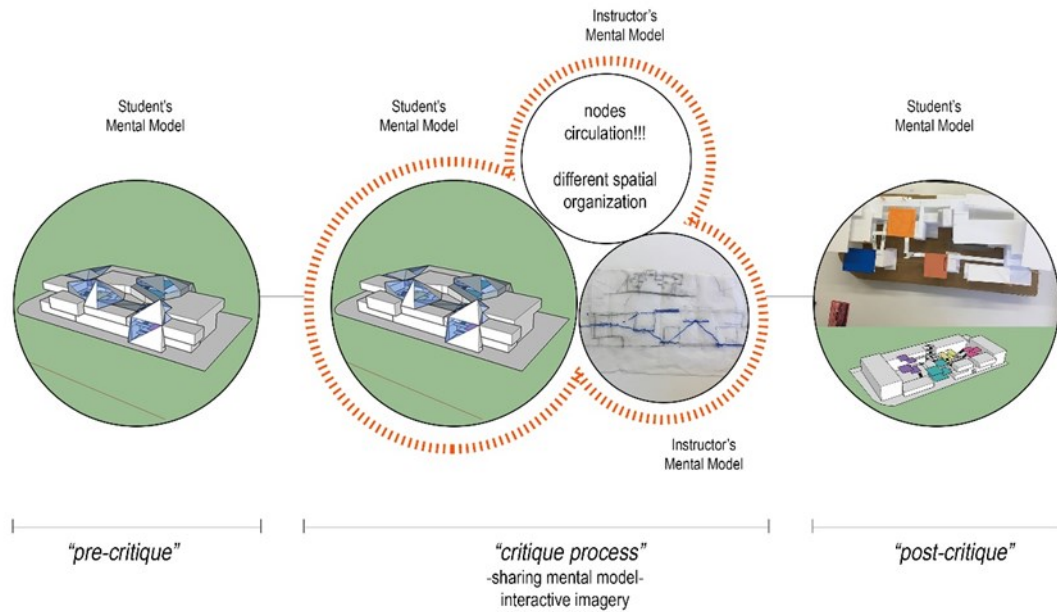 Instructor's
Mental Model
Student's
Mental Model
Student's
Mental Model
Student's
Mental Model
nodes
circulation!!!
different spatial
organization
Instructor's
Mental Model
"pre-critique"
"critique process"
-sharing mental model-
interactive imagery
"post-critique"